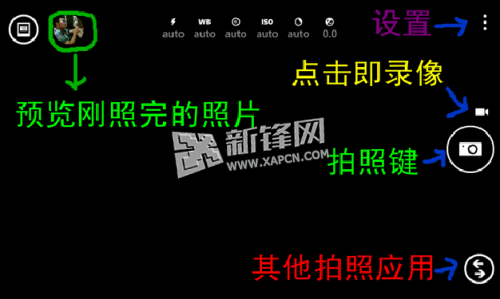 WB ISO
auto auto auto auto auto 0.0
设置
点击即录像
预览刚照完的照片
新锋网
WWW.XAPCN.COM
拍照键
其他拍照应用